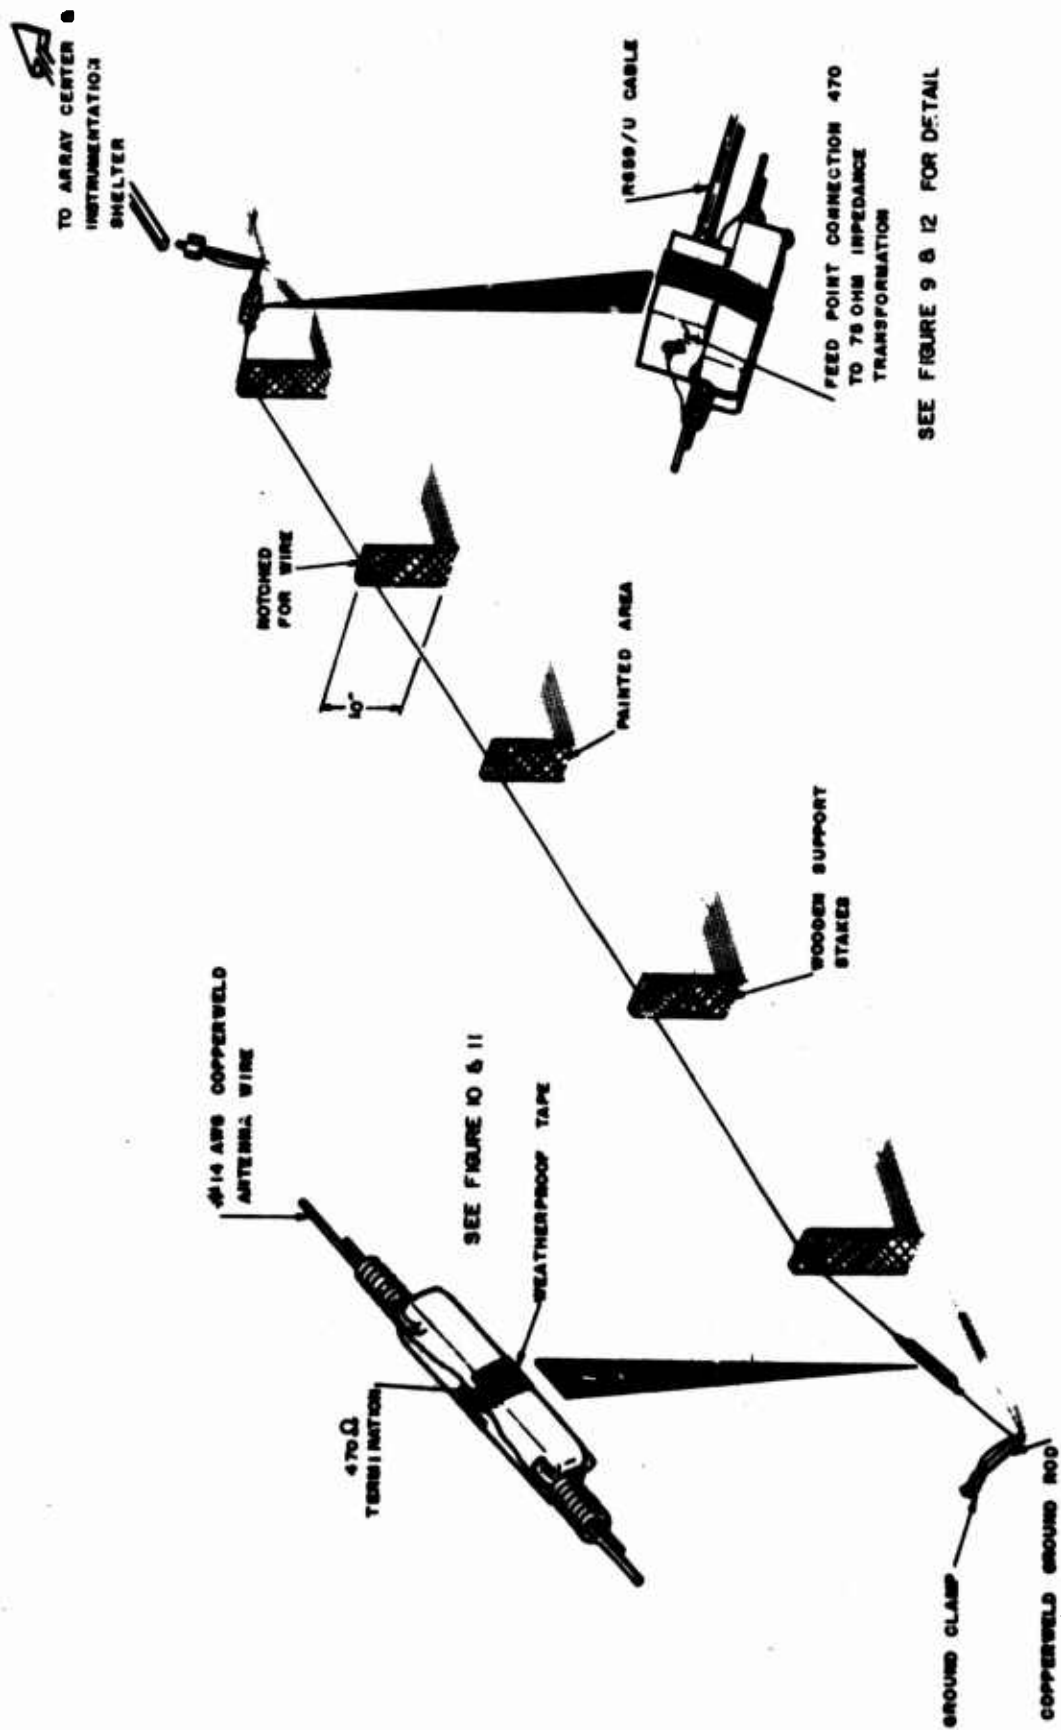 #14 AWG COPPERWELD
ANTENNA WIRE
470Ω
TERMINATION
SEE FIGURE 10 & 11
WEATHERPROOF TAPE
GROUND CLAMP
COPPERWELD GROUND ROD
WOODEN SUPPORT
STAKES
PAINTED AREA
NOTCHED
FOR WIRE
10"
TO ARRAY CENTER &
INSTRUMENTATION
SHELTER
RG59/U CABLE
FEED POINT CONNECTION 470
TO 75 OHM IMPEDANCE
TRANSFORMATION
SEE FIGURE 9 & 12 FOR DETAIL